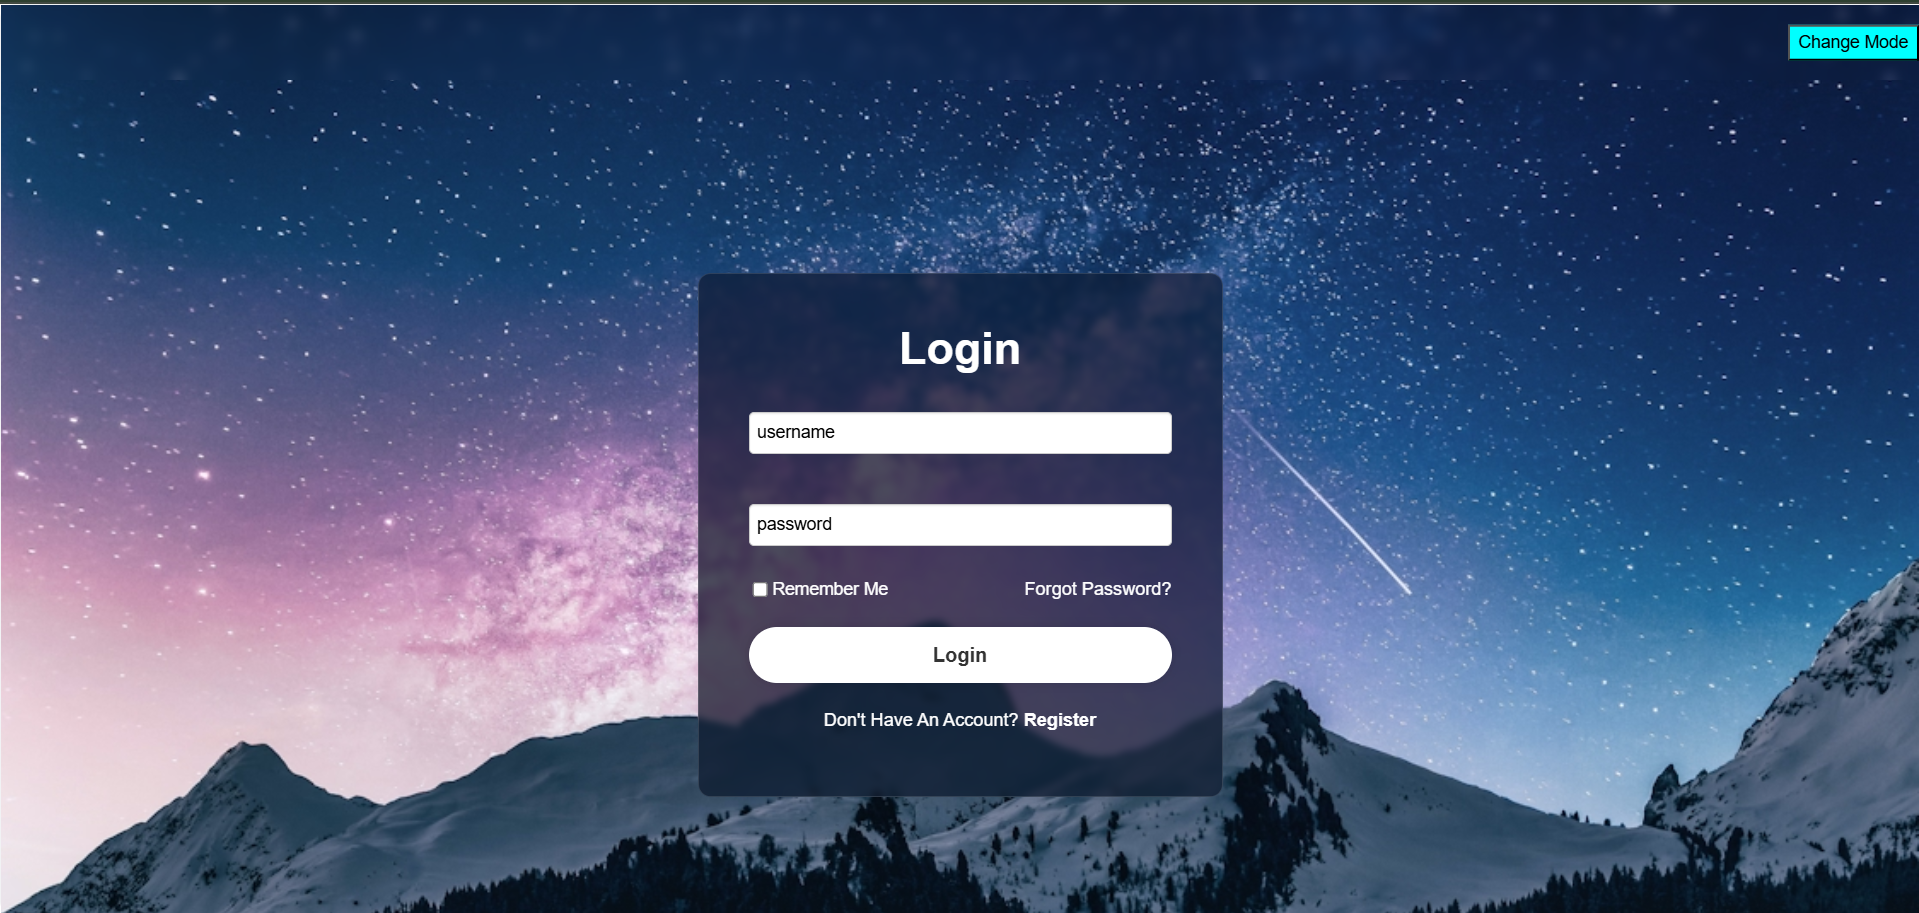 Change Mode
Login
username
password
Remember Me Forgot Password?
Login
Don't Have An Account? Register